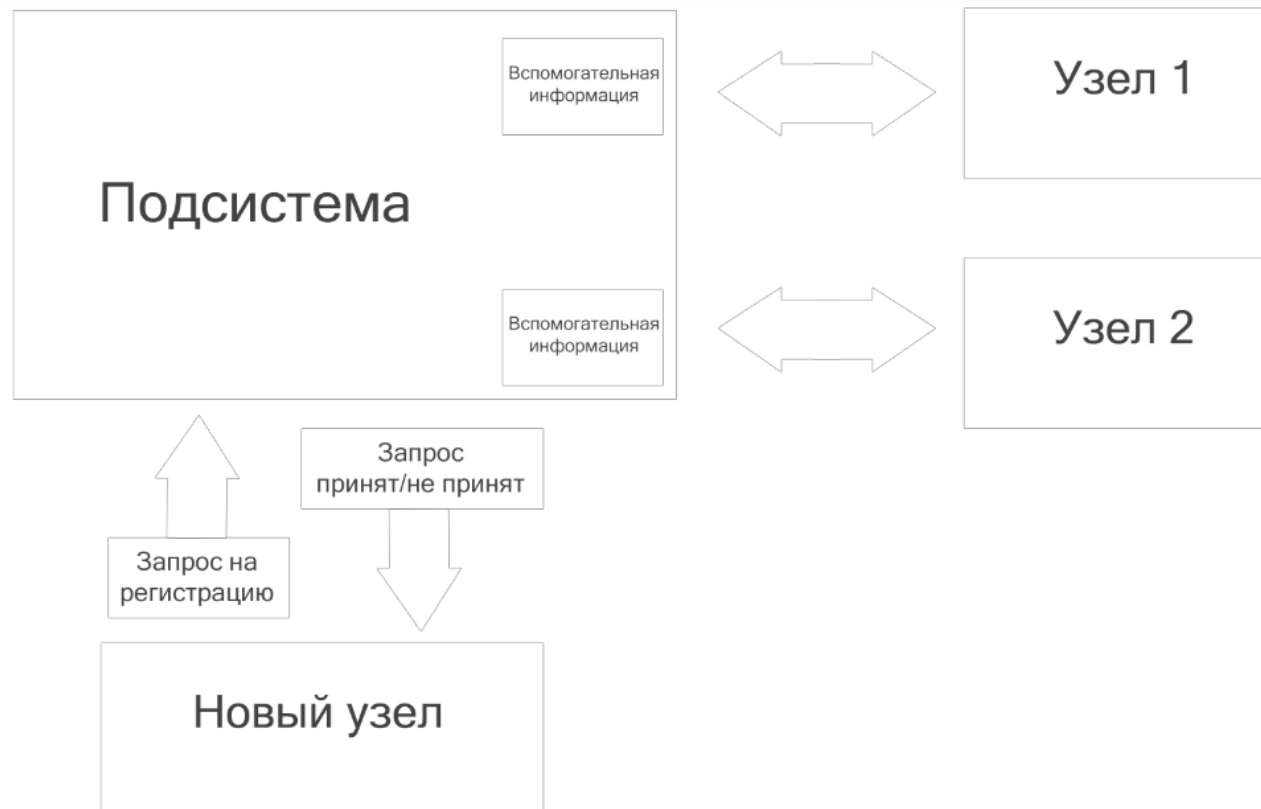 Вспомогательная
информация
Узел 1
Подсистема
Вспомогательная
информация
Узел 2
Запрос
принят/не принят
Запрос на
регистрацию
Новый узел